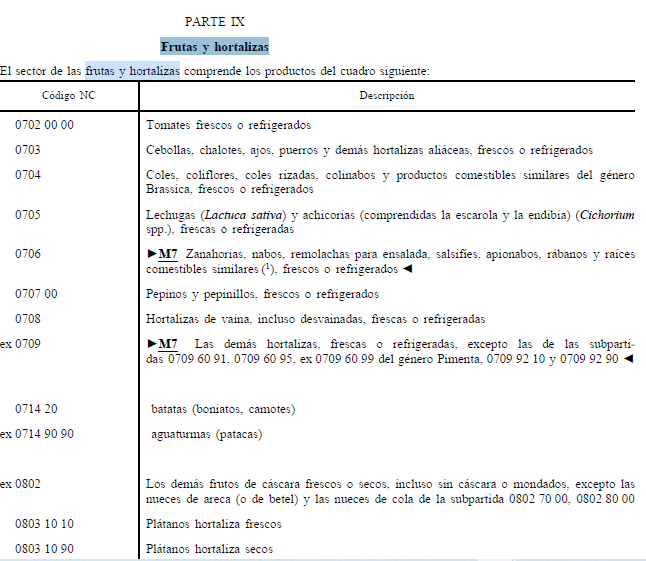 PARTE IX
Frutas y hortalizas
El sector de las frutas y hortalizas comprende los productos del cuadro siguiente:
Código NC Descripción
0702 00 00 Tomates frescos o refrigerados
0703 Cebollas, chalotes, ajos, puerros y demás hortalizas aliáceas, frescos o refrigerados
0704 Coles, coliflores, coles rizadas, colinabos y productos comestibles similares del género
Brassica, frescos o refrigerados
0705 Lechugas (Lactuca sativa) y achicorias (comprendidas la escarola y la endibia) (Cichorium
spp.), frescas o refrigeradas
0706 ►M7 Zanahorias, nabos, remolachas para ensalada, salsifíes, apionabos, rábanos y raíces
comestibles similares (¹), frescos o refrigerados ◄
0707 00 Pepinos y pepinillos, frescos o refrigerados
0708 Hortalizas de vaina, incluso desvainadas, frescas o refrigeradas
ex 0709 ►M7 Las demás hortalizas, frescas o refrigeradas, excepto las de las subparti-
das 0709 60 91, 0709 60 95, ex 0709 60 99 del género Pimenta, 0709 92 10 y 0709 92 90 ◄
0714 20 batatas (boniatos, camotes)
ex 0714 90 90 aguaturmas (patacas)
ex 0802 Los demás frutos de cáscara frescos o secos, incluso sin cáscara o mondados, excepto las
nueces de areca (o de betel) y las nueces de cola de la subpartida 0802 70 00, 0802 80 00
0803 10 10 Plátanos hortaliza frescos
0803 10 90 Plátanos hortaliza secos